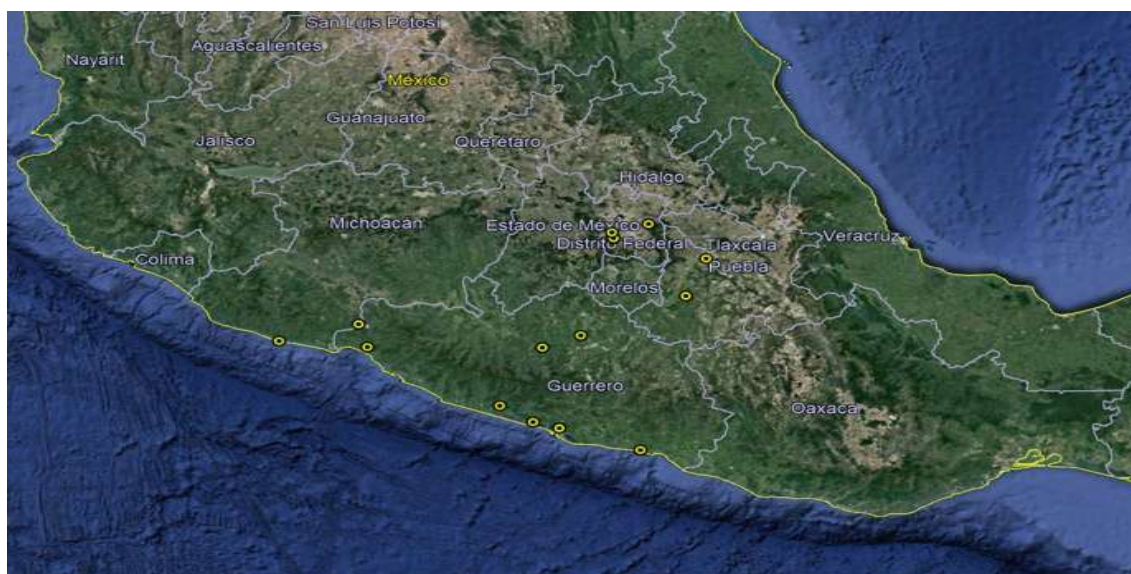 San Luis Potosí
Aguascalientes
Nayarit
México
Guanajuato
Jalisco
Querétaro
Hidalgo
Michoacán
Estado de México
Distrito Federal
Tlaxcala
Veracruz
Colima
Puebla
Morelos
Guerrero
Oaxaca